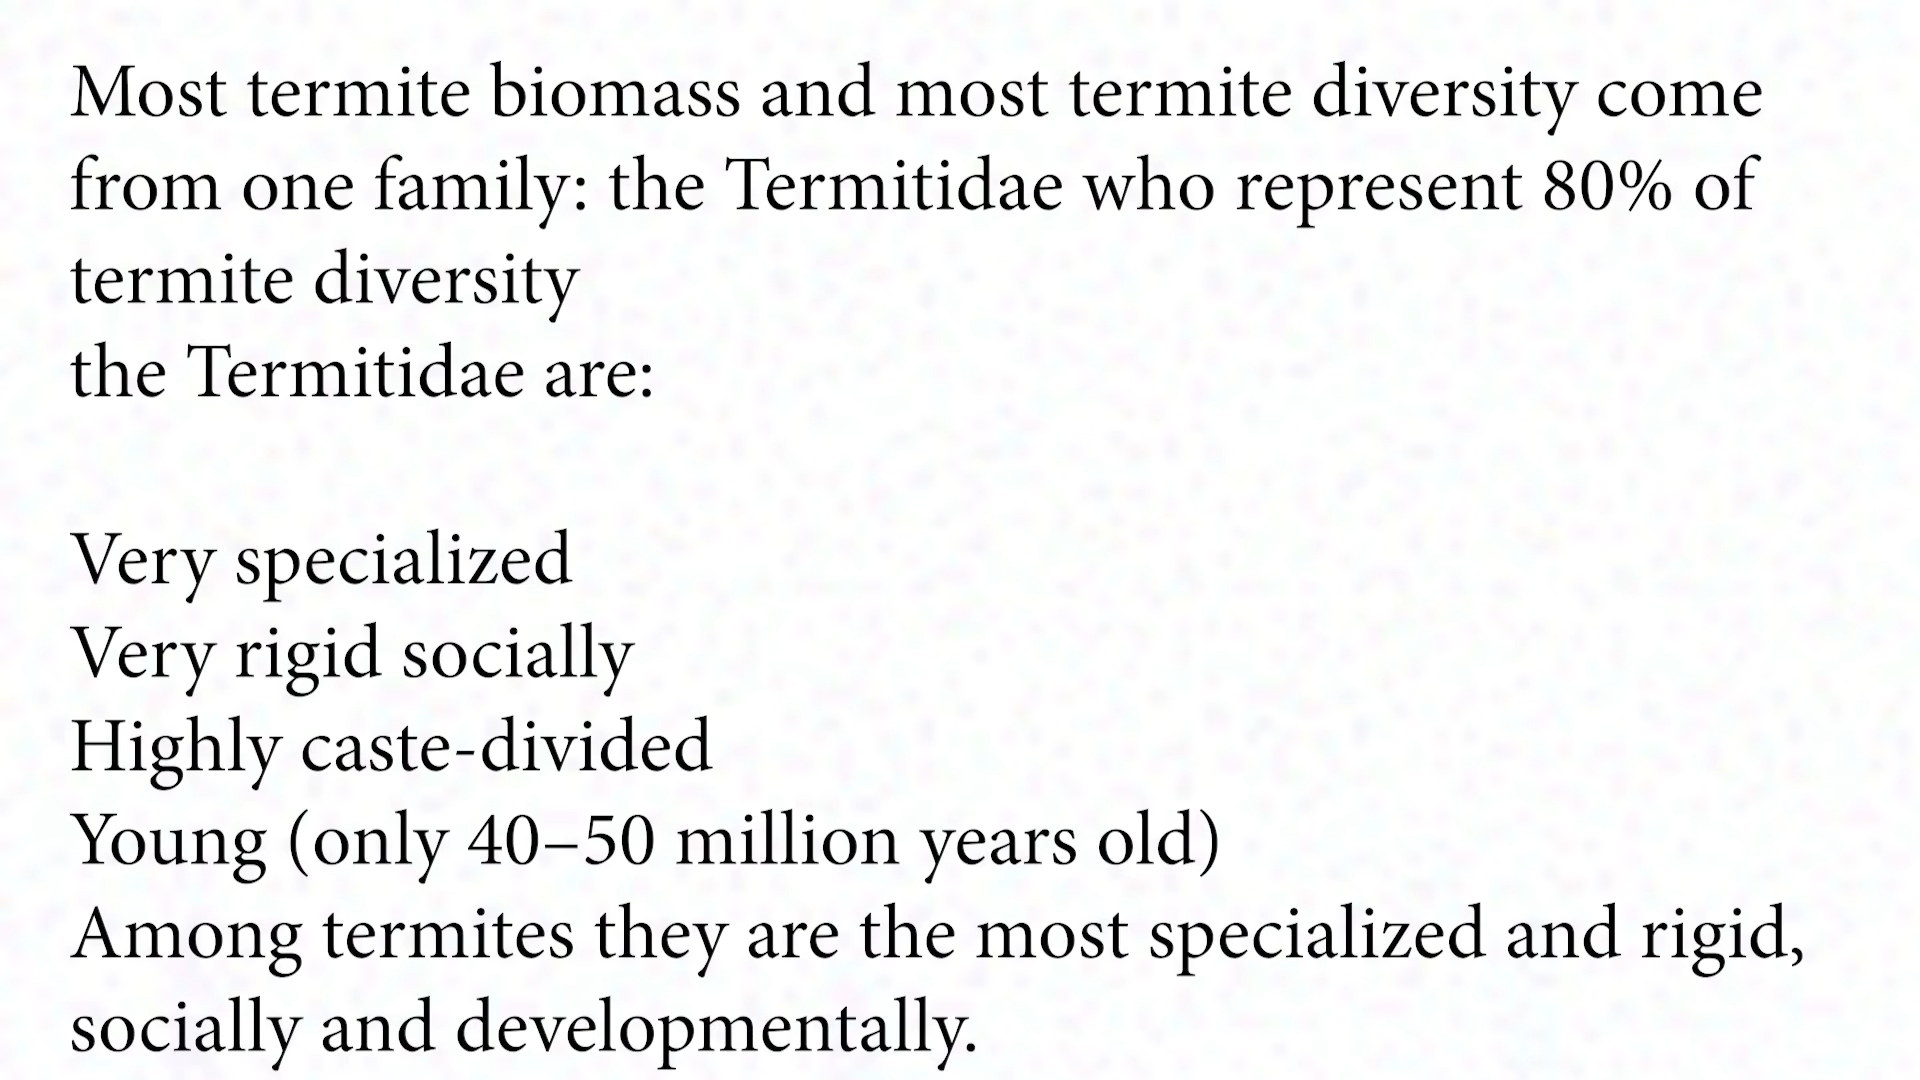 Most termite biomass and most termite diversity come
from one family: the Termitidae who represent 80% of
termite diversity
the Termitidae are:
Very specialized
Very rigid socially
Highly caste-divided
Young (only 40–50 million years old)
Among termites they are the most specialized and rigid,
socially and developmentally.